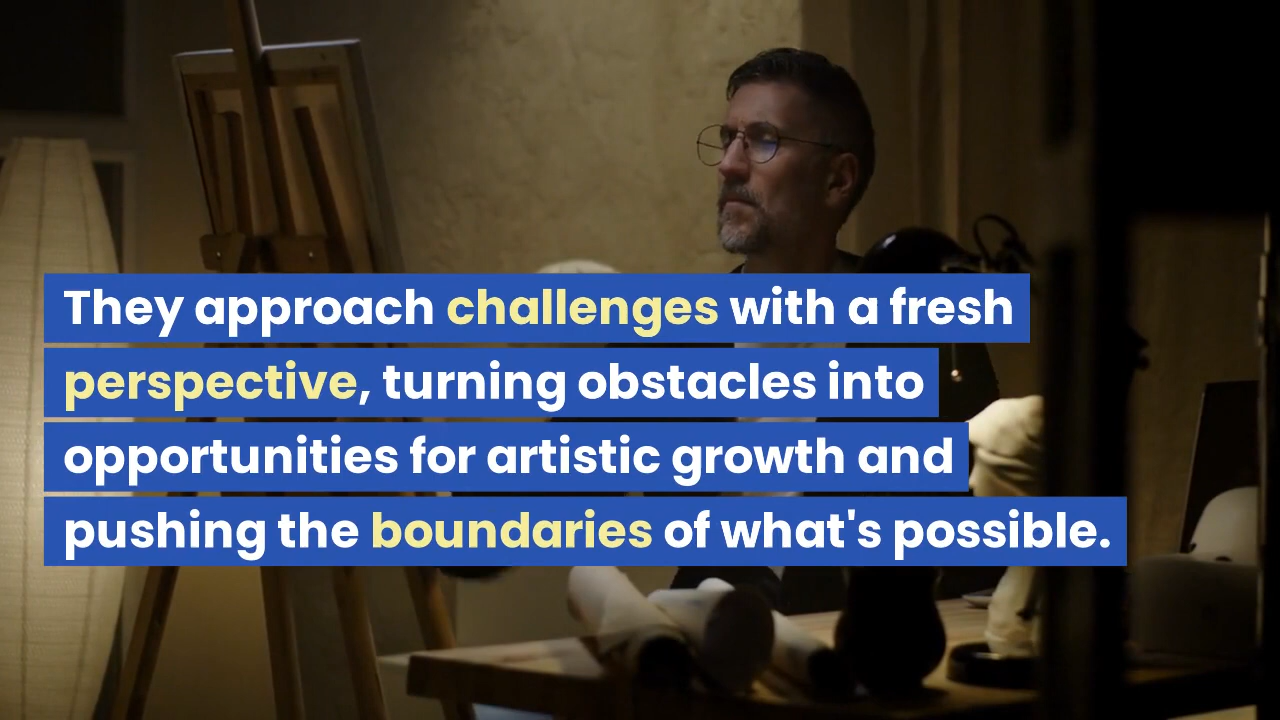 They approach challenges with a fresh
perspective, turning obstacles into
opportunities for artistic growth and
pushing the boundaries of what's possible.